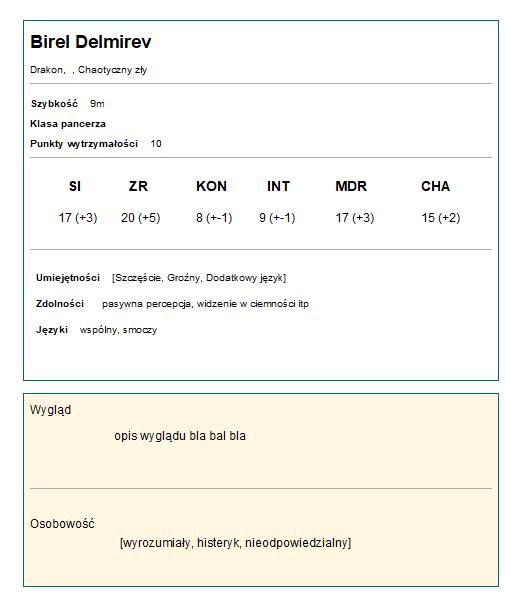 Birel Delmirev
Drakon, , Chaotyczny zły
Szybkość 9m
Klasa pancerza
Punkty wytrzymałości 10
SI ZR KON INT MDR CHA
17 (+3) 20 (+5) 8 (+-1) 9 (+-1) 17 (+3) 15 (+2)
Umiejętności [Szczęście, Groźny, Dodatkowy język]
Zdolności pasywna percepcja, widzenie w ciemności itp
Języki wspólny, smoczy
Wygląd
opis wyglądu bla bal bla
Osobowość
[wyrozumiały, histeryk, nieodpowiedzialny]